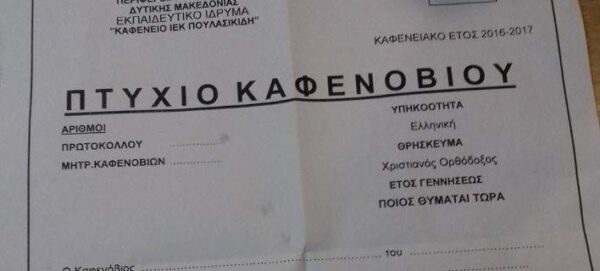 ΔΥΤΙΚΗΣ ΜΑΚΕΔΟΝΙΑΣ
ΕΚΠΑΙΔΕΥΤΙΚΟ ΙΔΡΥΜΑ
"ΚΑΦΕΝΕΙΟ ΙΕΚ ΠΟΥΛΑΣΙΚΙΔΗ"
ΚΑΦΕΝΕΙΑΚΟ ΕΤΟΣ 2016-2017
ΠΤΥΧΙΟ ΚΑΦΕΝΟΒΙΟΥ
ΑΡΙΘΜΟΙ
ΠΡΩΤΟΚΟΛΛΟΥ ....................
ΜΗΤΡ.ΚΑΦΕΝΟΒΙΩΝ ....................
ΥΠΗΚΟΟΤΗΤΑ
Ελληνική
ΘΡΗΣΚΕΥΜΑ
Χριστιανός Ορθόδοξος
ΕΤΟΣ ΓΕΝΝΗΣΕΩΣ
ΠΟΙΟΣ ΘΥΜΑΤΑΙ ΤΩΡΑ
Ο Καφενόβιος ........................................ ΤΟΥ ....................